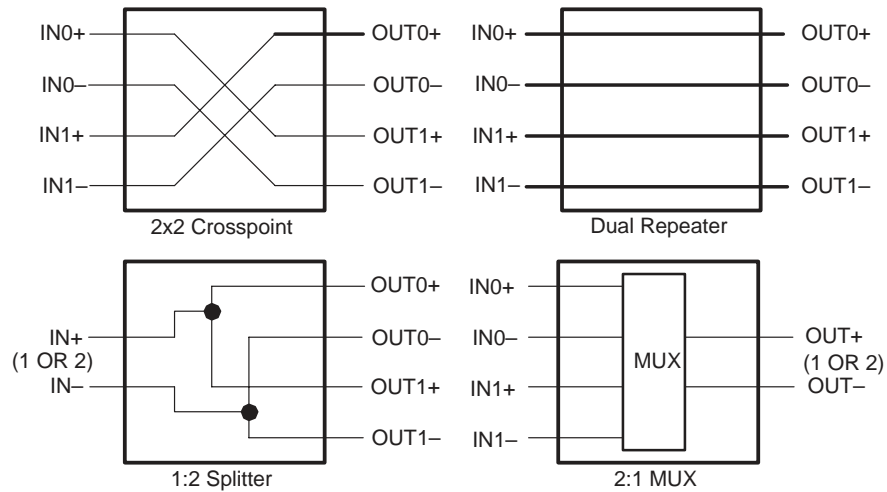 IN0+
IN0–
IN1+
IN1–
OUT0+
OUT0–
OUT1+
OUT1–
2x2 Crosspoint
IN0+
IN0–
IN1+
IN1–
OUT0+
OUT0–
OUT1+
OUT1–
Dual Repeater
IN+
(1 OR 2)
IN–
OUT0+
OUT0–
OUT1+
OUT1–
1:2 Splitter
IN0+
IN0–
IN1+
IN1–
MUX
OUT+
(1 OR 2)
OUT–
2:1 MUX